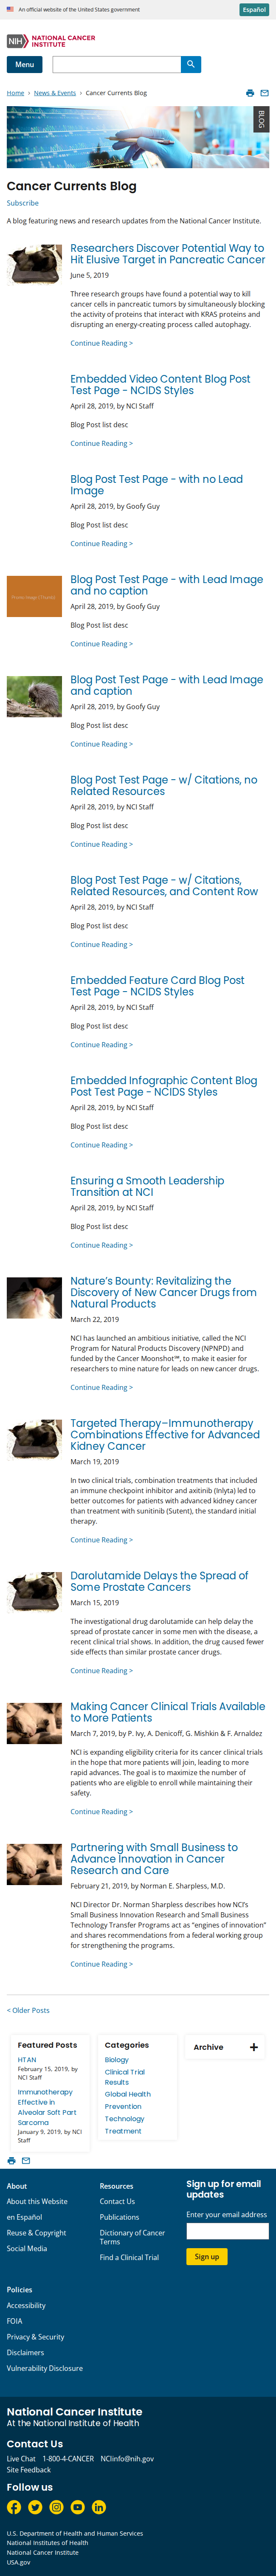 An official website of the United States government
Español
NIH NATIONAL CANCER INSTITUTE
Menu
Home › News & Events › Cancer Currents Blog
BLOG
Cancer Currents Blog
Subscribe
A blog featuring news and research updates from the National Cancer Institute.
Researchers Discover Potential Way to
Hit Elusive Target in Pancreatic Cancer
June 5, 2019
Three research groups have found a potential way to kill
cancer cells in pancreatic tumors by simultaneously blocking
a pair of proteins that interact with KRAS proteins and
disrupting an energy-creating process called autophagy.
Continue Reading >
Embedded Video Content Blog Post
Test Page - NCIDS Styles
April 28, 2019, by NCI Staff
Blog Post list desc
Continue Reading >
Blog Post Test Page - with no Lead
Image
April 28, 2019, by Goofy Guy
Blog Post list desc
Continue Reading >
Blog Post Test Page - with Lead Image
and no caption
April 28, 2019, by Goofy Guy
Blog Post list desc
Continue Reading >
Blog Post Test Page - with Lead Image
and caption
April 28, 2019, by Goofy Guy
Blog Post list desc
Continue Reading >
Blog Post Test Page - w/ Citations, no
Related Resources
April 28, 2019, by NCI Staff
Blog Post list desc
Continue Reading >
Blog Post Test Page - w/ Citations,
Related Resources, and Content Row
April 28, 2019, by NCI Staff
Blog Post list desc
Continue Reading >
Embedded Feature Card Blog Post
Test Page - NCIDS Styles
April 28, 2019, by NCI Staff
Blog Post list desc
Continue Reading >
Embedded Infographic Content Blog
Post Test Page - NCIDS Styles
April 28, 2019, by NCI Staff
Blog Post list desc
Continue Reading >
Ensuring a Smooth Leadership
Transition at NCI
April 28, 2019, by NCI Staff
Blog Post list desc
Continue Reading >
Nature's Bounty: Revitalizing the
Discovery of New Cancer Drugs from
Natural Products
March 22, 2019
NCI has launched an ambitious initiative, called the NCI
Program for Natural Products Discovery (NPNPD) and
funded by the Cancer Moonshot℠, to make it easier for
researchers to mine nature for leads on new cancer drugs.
Continue Reading >
Targeted Therapy–Immunotherapy
Combinations Effective for Advanced
Kidney Cancer
March 19, 2019
In two clinical trials, combination treatments that included
an immune checkpoint inhibitor and axitinib (Inlyta) led to
better outcomes for patients with advanced kidney cancer
than treatment with sunitinib (Sutent), the standard initial
therapy.
Continue Reading >
Darolutamide Delays the Spread of
Some Prostate Cancers
March 15, 2019
The investigational drug darolutamide can help delay the
spread of prostate cancer in some men with the disease, a
recent clinical trial shows. In addition, the drug caused fewer
side effects than similar prostate cancer drugs.
Continue Reading >
Making Cancer Clinical Trials Available
to More Patients
March 7, 2019, by P. Ivy, A. Denicoff, G. Mishkin & F. Arnaldez
NCI is expanding eligibility criteria for its cancer clinical trials
in the hope that more patients will join, leading to more
rapid advances. The goal is to maximize the number of
patients who are eligible to enroll while maintaining their
safety.
Continue Reading >
Partnering with Small Business to
Advance Innovation in Cancer
Research and Care
February 21, 2019, by Norman E. Sharpless, M.D.
NCI Director Dr. Norman Sharpless describes how NCI's
Small Business Innovation Research and Small Business
Technology Transfer Programs act as "engines of innovation"
and shares resources available at the federal and world level
for strengthening the programs.
Continue Reading >
< Older Posts
Featured Posts
HTAN
February 15, 2019, by
NCI Staff
Immunotherapy
Effective in
Alveolar Soft Part
Sarcoma
January 9, 2019, by NCI
Staff
Categories
Biology
Clinical Trial
Results
Global Health
Prevention
Technology
Treatment
Archive
About
About this Website
en Español
Reuse & Copyright
Social Media
Resources
Contact Us
Publications
Dictionary of Cancer
Terms
Find a Clinical Trial
Sign up for email
updates
Enter your email address
Sign up
Policies
Accessibility
FOIA
Privacy & Security
Disclaimers
Vulnerability Disclosure
National Cancer Institute
At the National Institute of Health
Contact Us
Live Chat 1-800-4-CANCER NCIinfo@nih.gov
Site Feedback
Follow us
U.S. Department of Health and Human Services
National Institutes of Health
National Cancer Institute
USA.gov